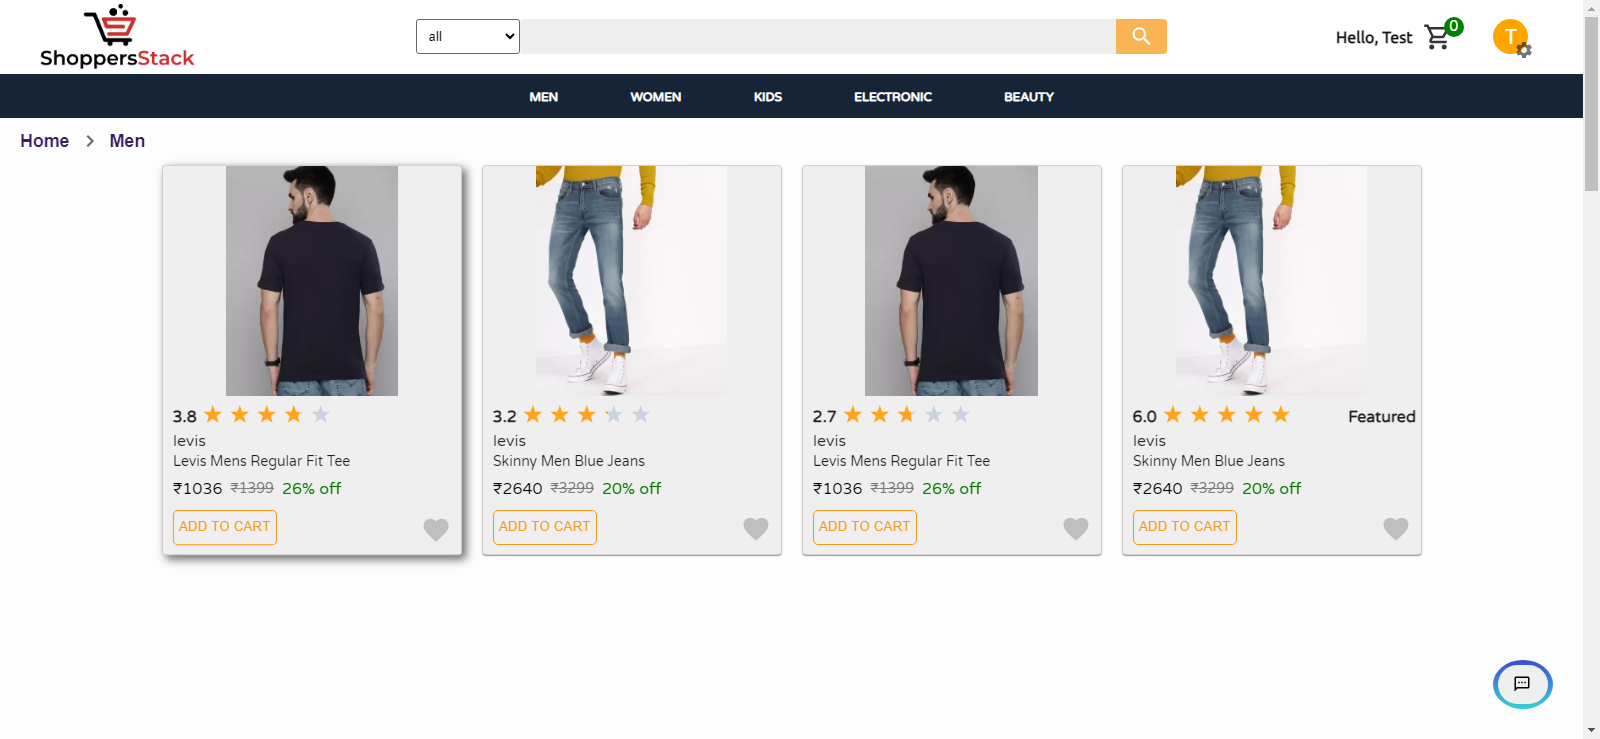 ShoppersStack
all
Hello, Test
0
T
MEN WOMEN KIDS ELECTRONIC BEAUTY
Home > Men
3.8
levis
Levis Mens Regular Fit Tee
₹1036 ₹1399 26% off
ADD TO CART
3.2
levis
Skinny Men Blue Jeans
₹2640 ₹3299 20% off
ADD TO CART
2.7
levis
Levis Mens Regular Fit Tee
₹1036 ₹1399 26% off
ADD TO CART
6.0 Featured
levis
Skinny Men Blue Jeans
₹2640 ₹3299 20% off
ADD TO CART